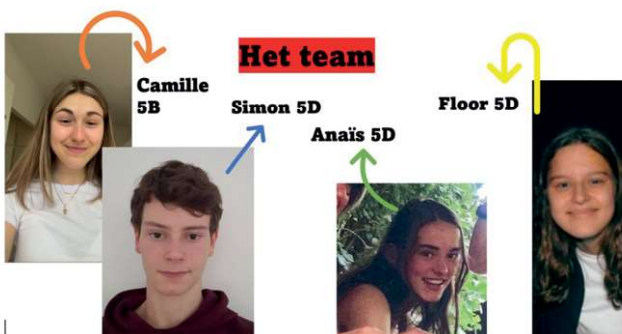 Het team
Camille
5B
Simon 5D
Anaïs 5D
Floor 5D